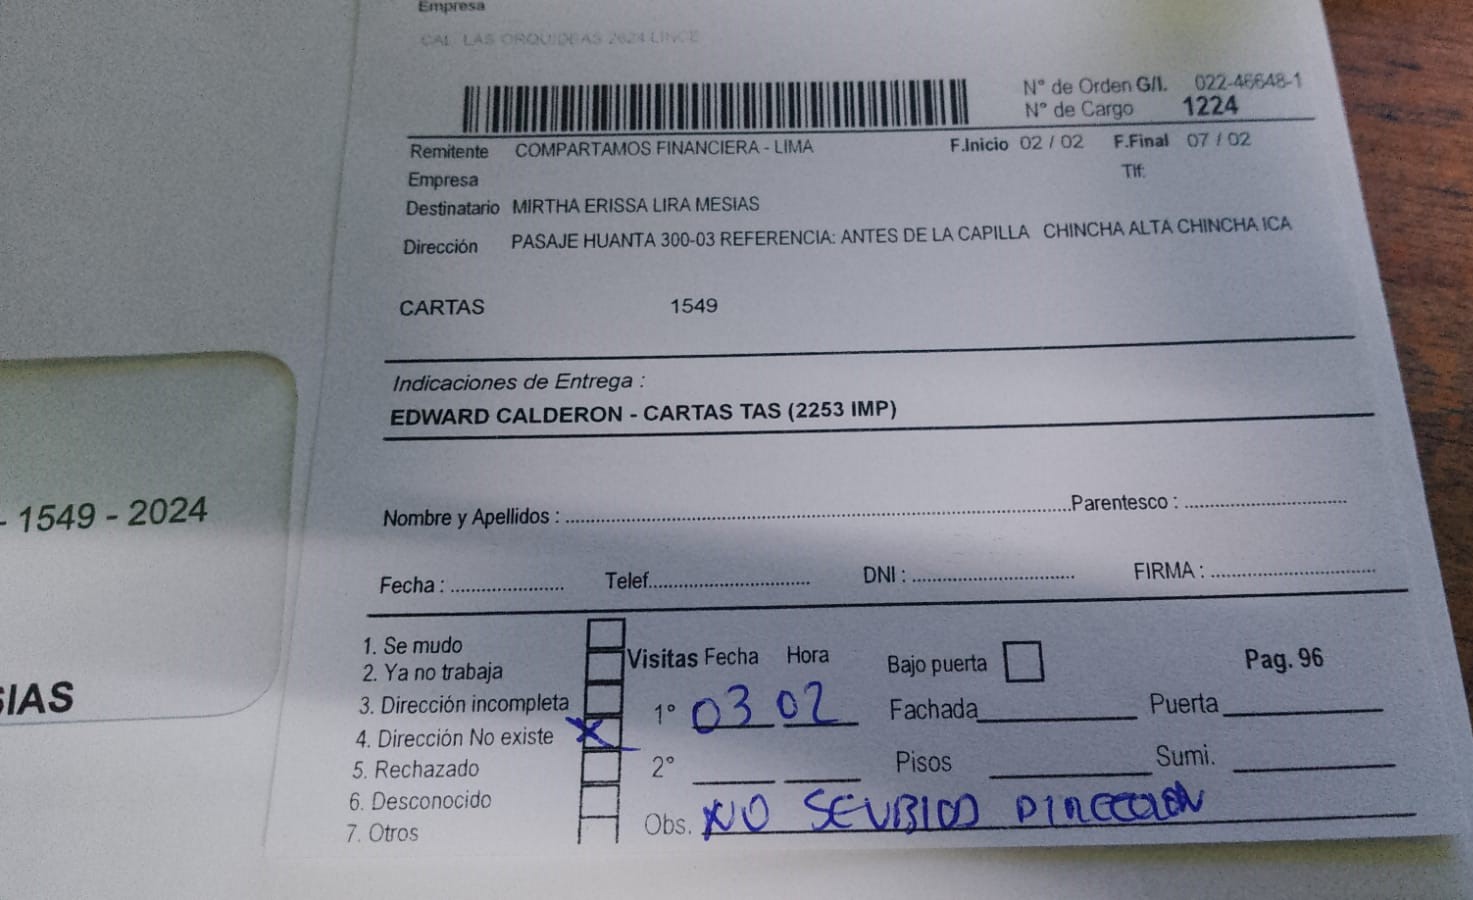 Empresa
CAL. LAS ORQUIDEAS 2624 LINCE
N° de Orden G/I. 022-46648-1
N° de Cargo 1224
Remitente COMPARTAMOS FINANCIERA - LIMA F.Inicio 02 / 02 F.Final 07 / 02
Empresa Tlf:
Destinatario MIRTHA ERISSA LIRA MESIAS
Dirección PASAJE HUANTA 300-03 REFERENCIA: ANTES DE LA CAPILLA CHINCHA ALTA CHINCHA ICA
CARTAS 1549
Indicaciones de Entrega :
EDWARD CALDERON - CARTAS TAS (2253 IMP)
- 1549 - 2024
Nombre y Apellidos : Parentesco :
Fecha : Telef. DNI : FIRMA :
SIAS
1. Se mudo
2. Ya no trabaja
3. Dirección incompleta
4. Dirección No existe X
5. Rechazado
6. Desconocido
7. Otros
Visitas Fecha Hora Bajo puerta Pag. 96
1° 03 02 Fachada Puerta
2° Pisos Sumi.
Obs. NO SE UBICO DIRECCION